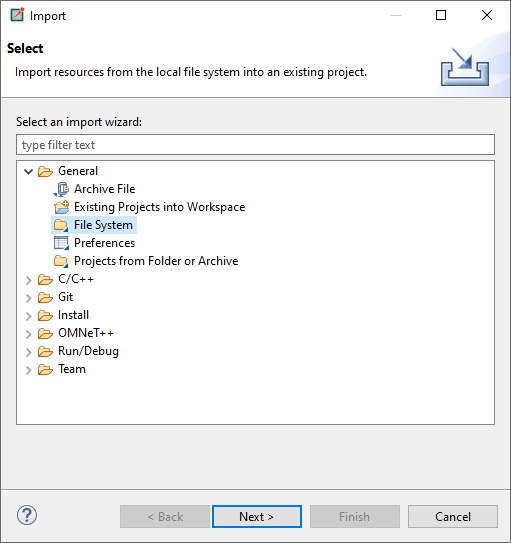 Import
Select
Import resources from the local file system into an existing project.
Select an import wizard:
type filter text
General
Archive File
Existing Projects into Workspace
File System
Preferences
Projects from Folder or Archive
C/C++
Git
Install
OMNeT++
Run/Debug
Team
? < Back Next > Finish Cancel